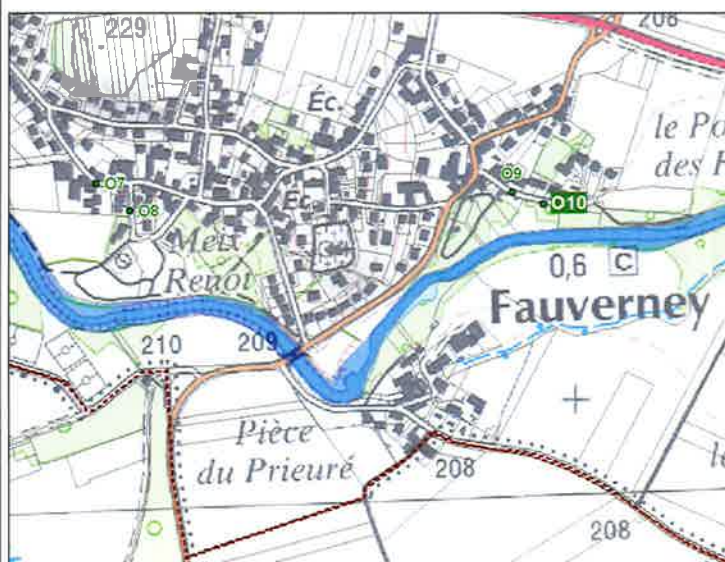 229
208
Éc.
le
des
O7
O8
Éc.
O9
O10
Meix
Renot
0,6 C
Fauverney
210
209
Pièce
du Prieuré
208
208